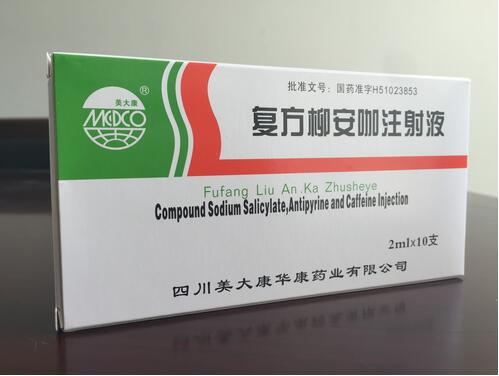 美大康
®
MEDCO
批准文号：国药准字H51023853
复方柳安咖注射液
Fufang Liu An Ka Zhusheye
Compound Sodium Salicylate,Antipyrine and Caffeine Injection
2ml×10支
四川美大康华康药业有限公司